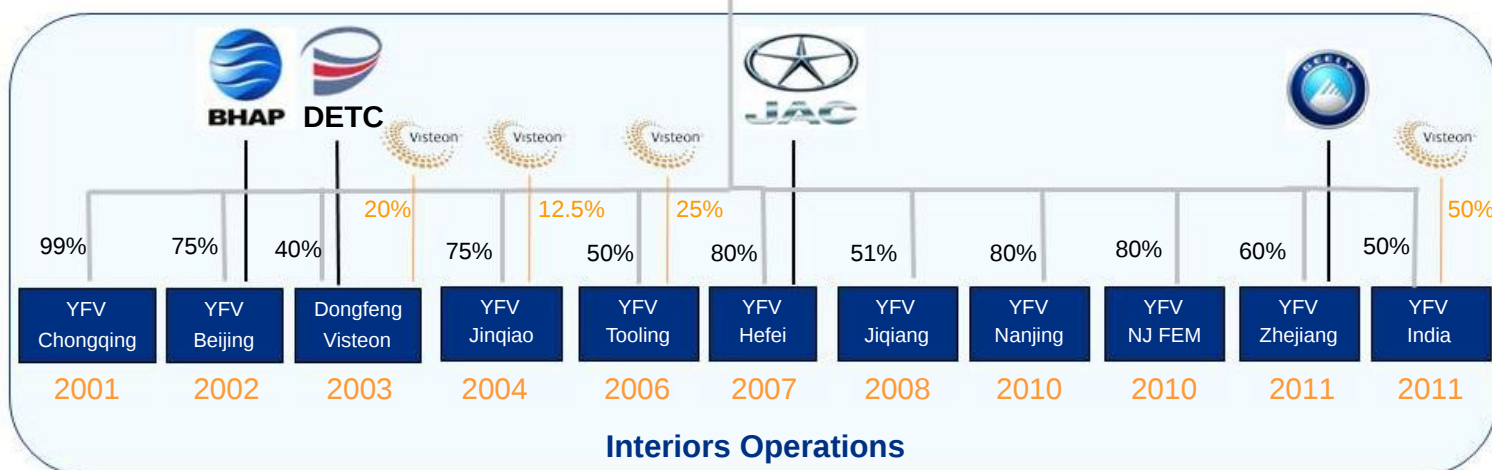 BHAP
DETC
Visteon
Visteon
Visteon
JAC
GEELY
Visteon
20%
12.5%
25%
50%
99%
75%
40%
75%
50%
80%
51%
80%
80%
60%
50%
YFV
Chongqing
YFV
Beijing
Dongfeng
Visteon
YFV
Jinqiao
YFV
Tooling
YFV
Hefei
YFV
Jiqiang
YFV
Nanjing
YFV
NJ FEM
YFV
Zhejiang
YFV
India
2001
2002
2003
2004
2006
2007
2008
2010
2010
2011
2011
Interiors Operations